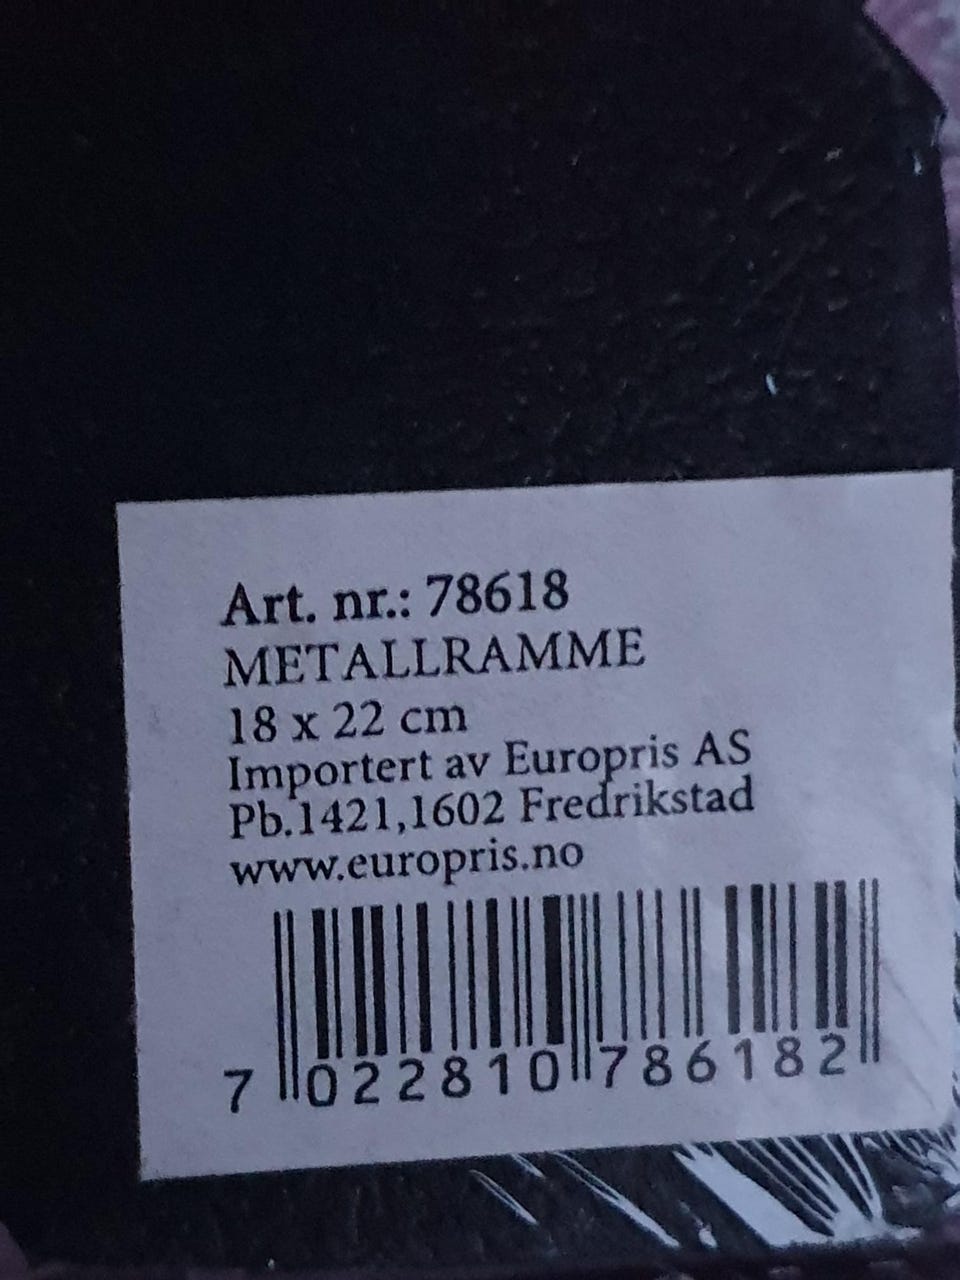 Art. nr.: 78618
METALLRAMME
18 x 22 cm
Importert av Europris AS
Pb.1421,1602 Fredrikstad
www.europris.no
7 022810 786182